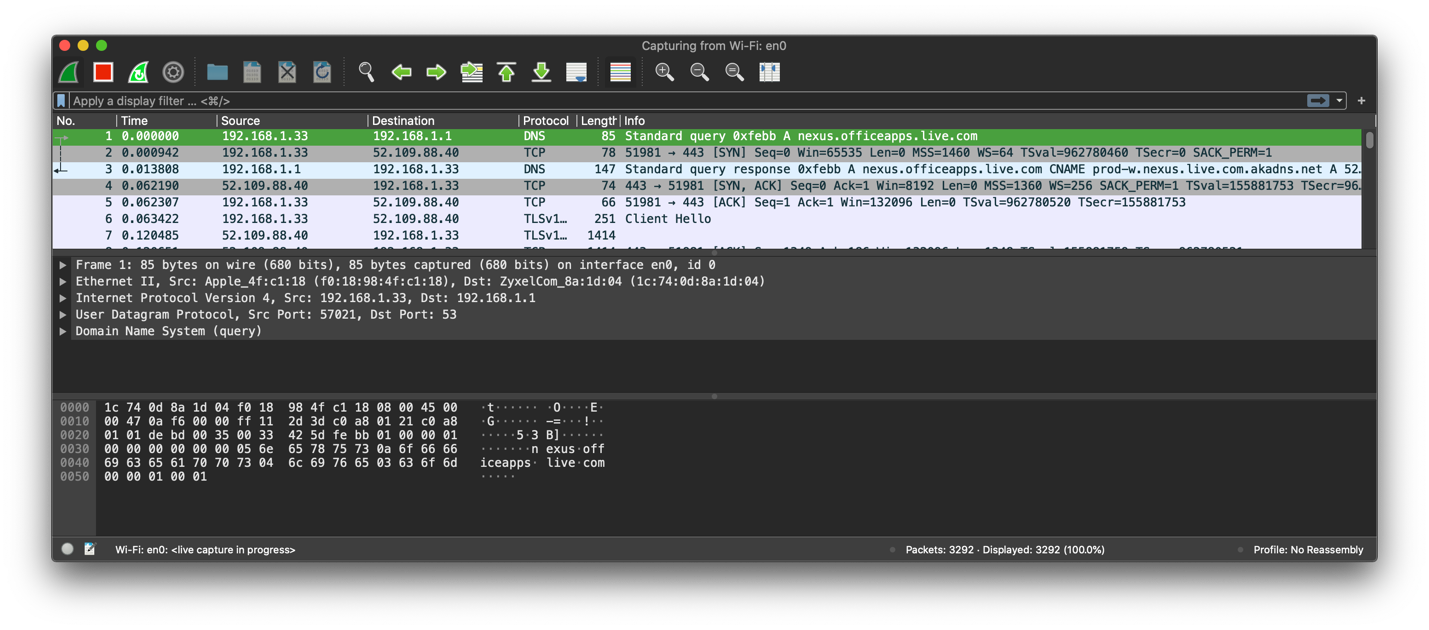 Capturing from Wi-Fi: en0
Apply a display filter ... <⌘/>
No. Time Source Destination Protocol Length Info
1 0.000000 192.168.1.33 192.168.1.1 DNS 85 Standard query 0xfebb A nexus.officeapps.live.com
2 0.000942 192.168.1.33 52.109.88.40 TCP 78 51981 → 443 [SYN] Seq=0 Win=65535 Len=0 MSS=1460 WS=64 TSval=962780460 TSecr=0 SACK_PERM=1
3 0.013808 192.168.1.1 192.168.1.33 DNS 147 Standard query response 0xfebb A nexus.officeapps.live.com CNAME prod-w.nexus.live.com.akadns.net A 52…
4 0.062190 52.109.88.40 192.168.1.33 TCP 74 443 → 51981 [SYN, ACK] Seq=0 Ack=1 Win=8192 Len=0 MSS=1360 WS=256 SACK_PERM=1 TSval=155881753 TSecr=96…
5 0.062307 192.168.1.33 52.109.88.40 TCP 66 51981 → 443 [ACK] Seq=1 Ack=1 Win=132096 Len=0 TSval=962780520 TSecr=155881753
6 0.063422 192.168.1.33 52.109.88.40 TLSv1… 251 Client Hello
7 0.120485 52.109.88.40 192.168.1.33 TLSv1… 1414
Frame 1: 85 bytes on wire (680 bits), 85 bytes captured (680 bits) on interface en0, id 0
Ethernet II, Src: Apple_4f:c1:18 (f0:18:98:4f:c1:18), Dst: ZyxelCom_8a:1d:04 (1c:74:0d:8a:1d:04)
Internet Protocol Version 4, Src: 192.168.1.33, Dst: 192.168.1.1
User Datagram Protocol, Src Port: 57021, Dst Port: 53
Domain Name System (query)
0000 1c 74 0d 8a 1d 04 f0 18 98 4f c1 18 08 00 45 00 ·t······ ·O····E·
0010 00 47 0a f6 00 00 ff 11 2d 3d c0 a8 01 21 c0 a8 ·G······ -=···!··
0020 01 01 de bd 00 35 00 33 42 5d fe bb 01 00 00 01 ·····5·3 B]······
0030 00 00 00 00 00 00 05 6e 65 78 75 73 0a 6f 66 66 ·······n exus·off
0040 69 63 65 61 70 70 73 04 6c 69 76 65 03 63 6f 6d iceapps· live·com
0050 00 00 01 00 01 ·····
Wi-Fi: en0: <live capture in progress> Packets: 3292 · Displayed: 3292 (100.0%) Profile: No Reassembly